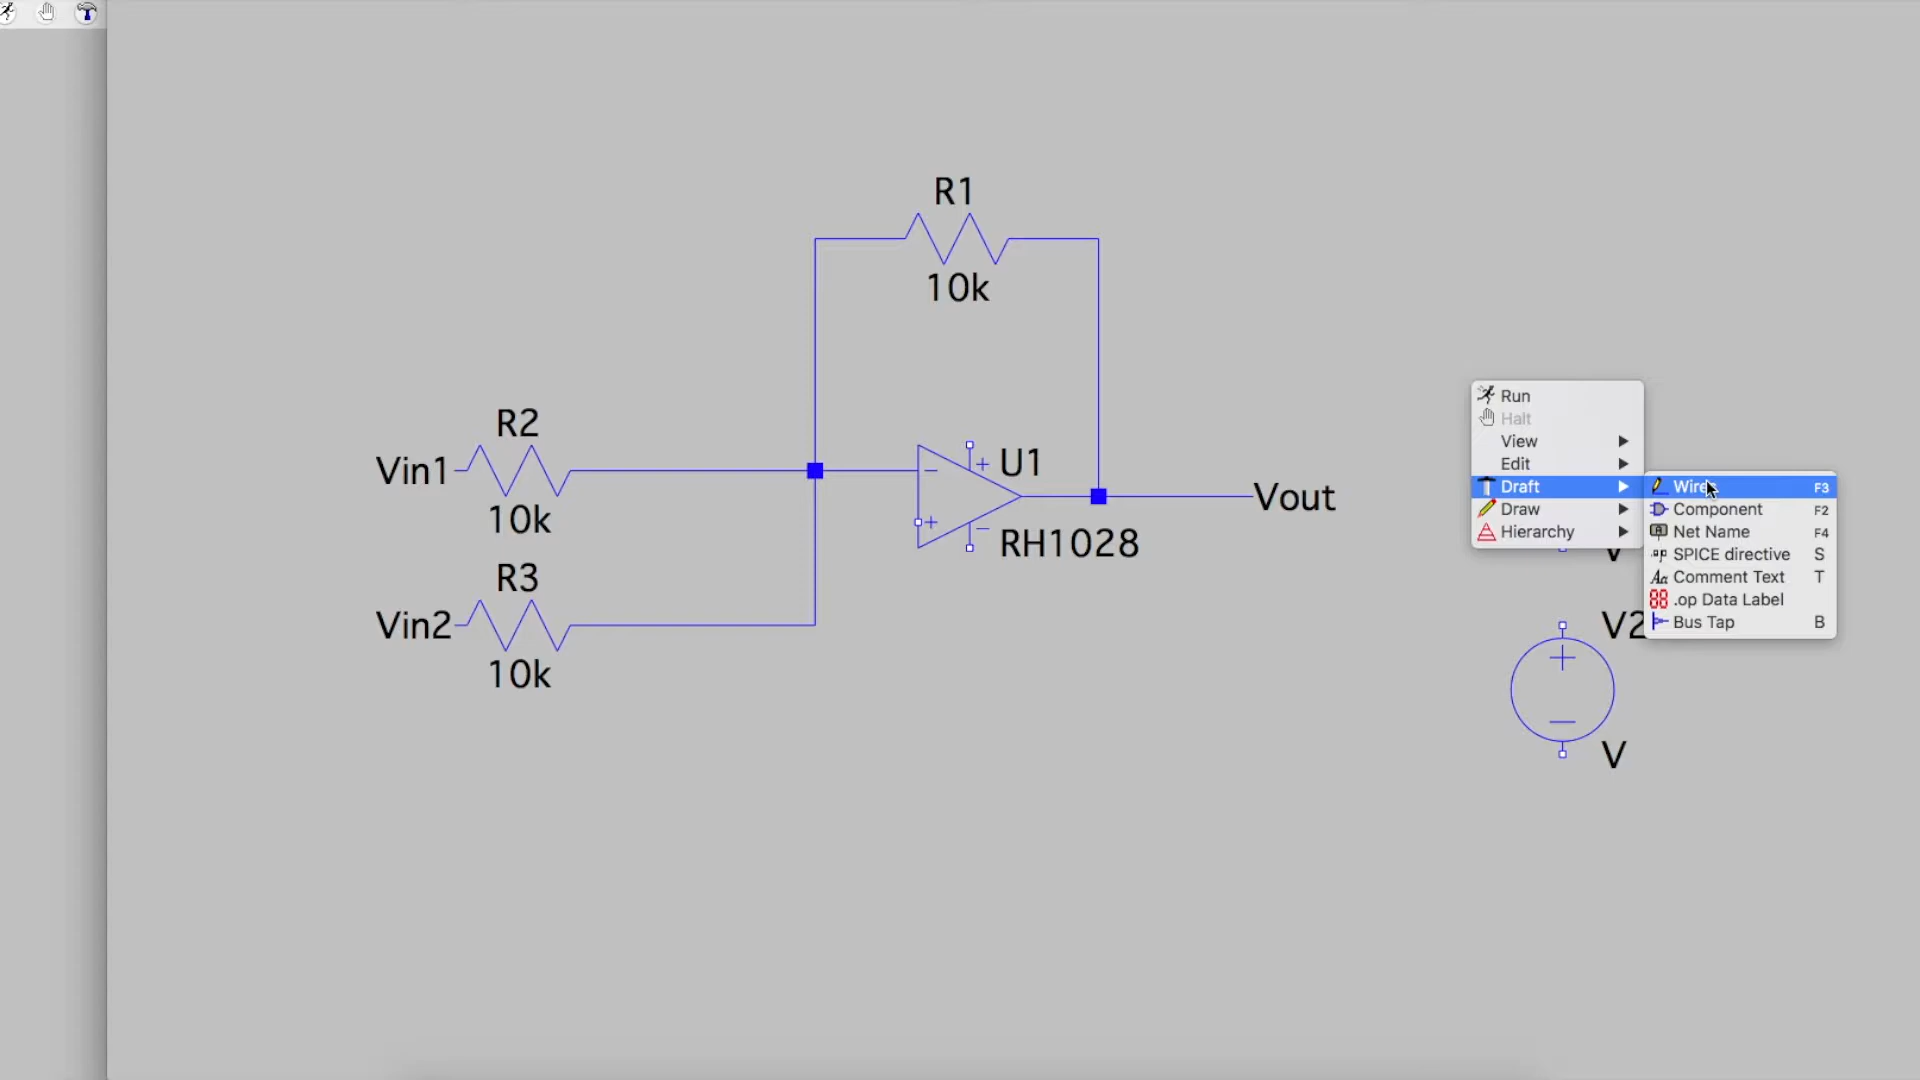 R1
10k
R2
Vin1
10k
U1
RH1028
Vout
R3
Vin2
10k
Run
Halt
View
Edit
Draft
Draw
Hierarchy
Wire F3
Component F2
Net Name F4
SPICE directive S
Comment Text T
.op Data Label
Bus Tap B
V2
V